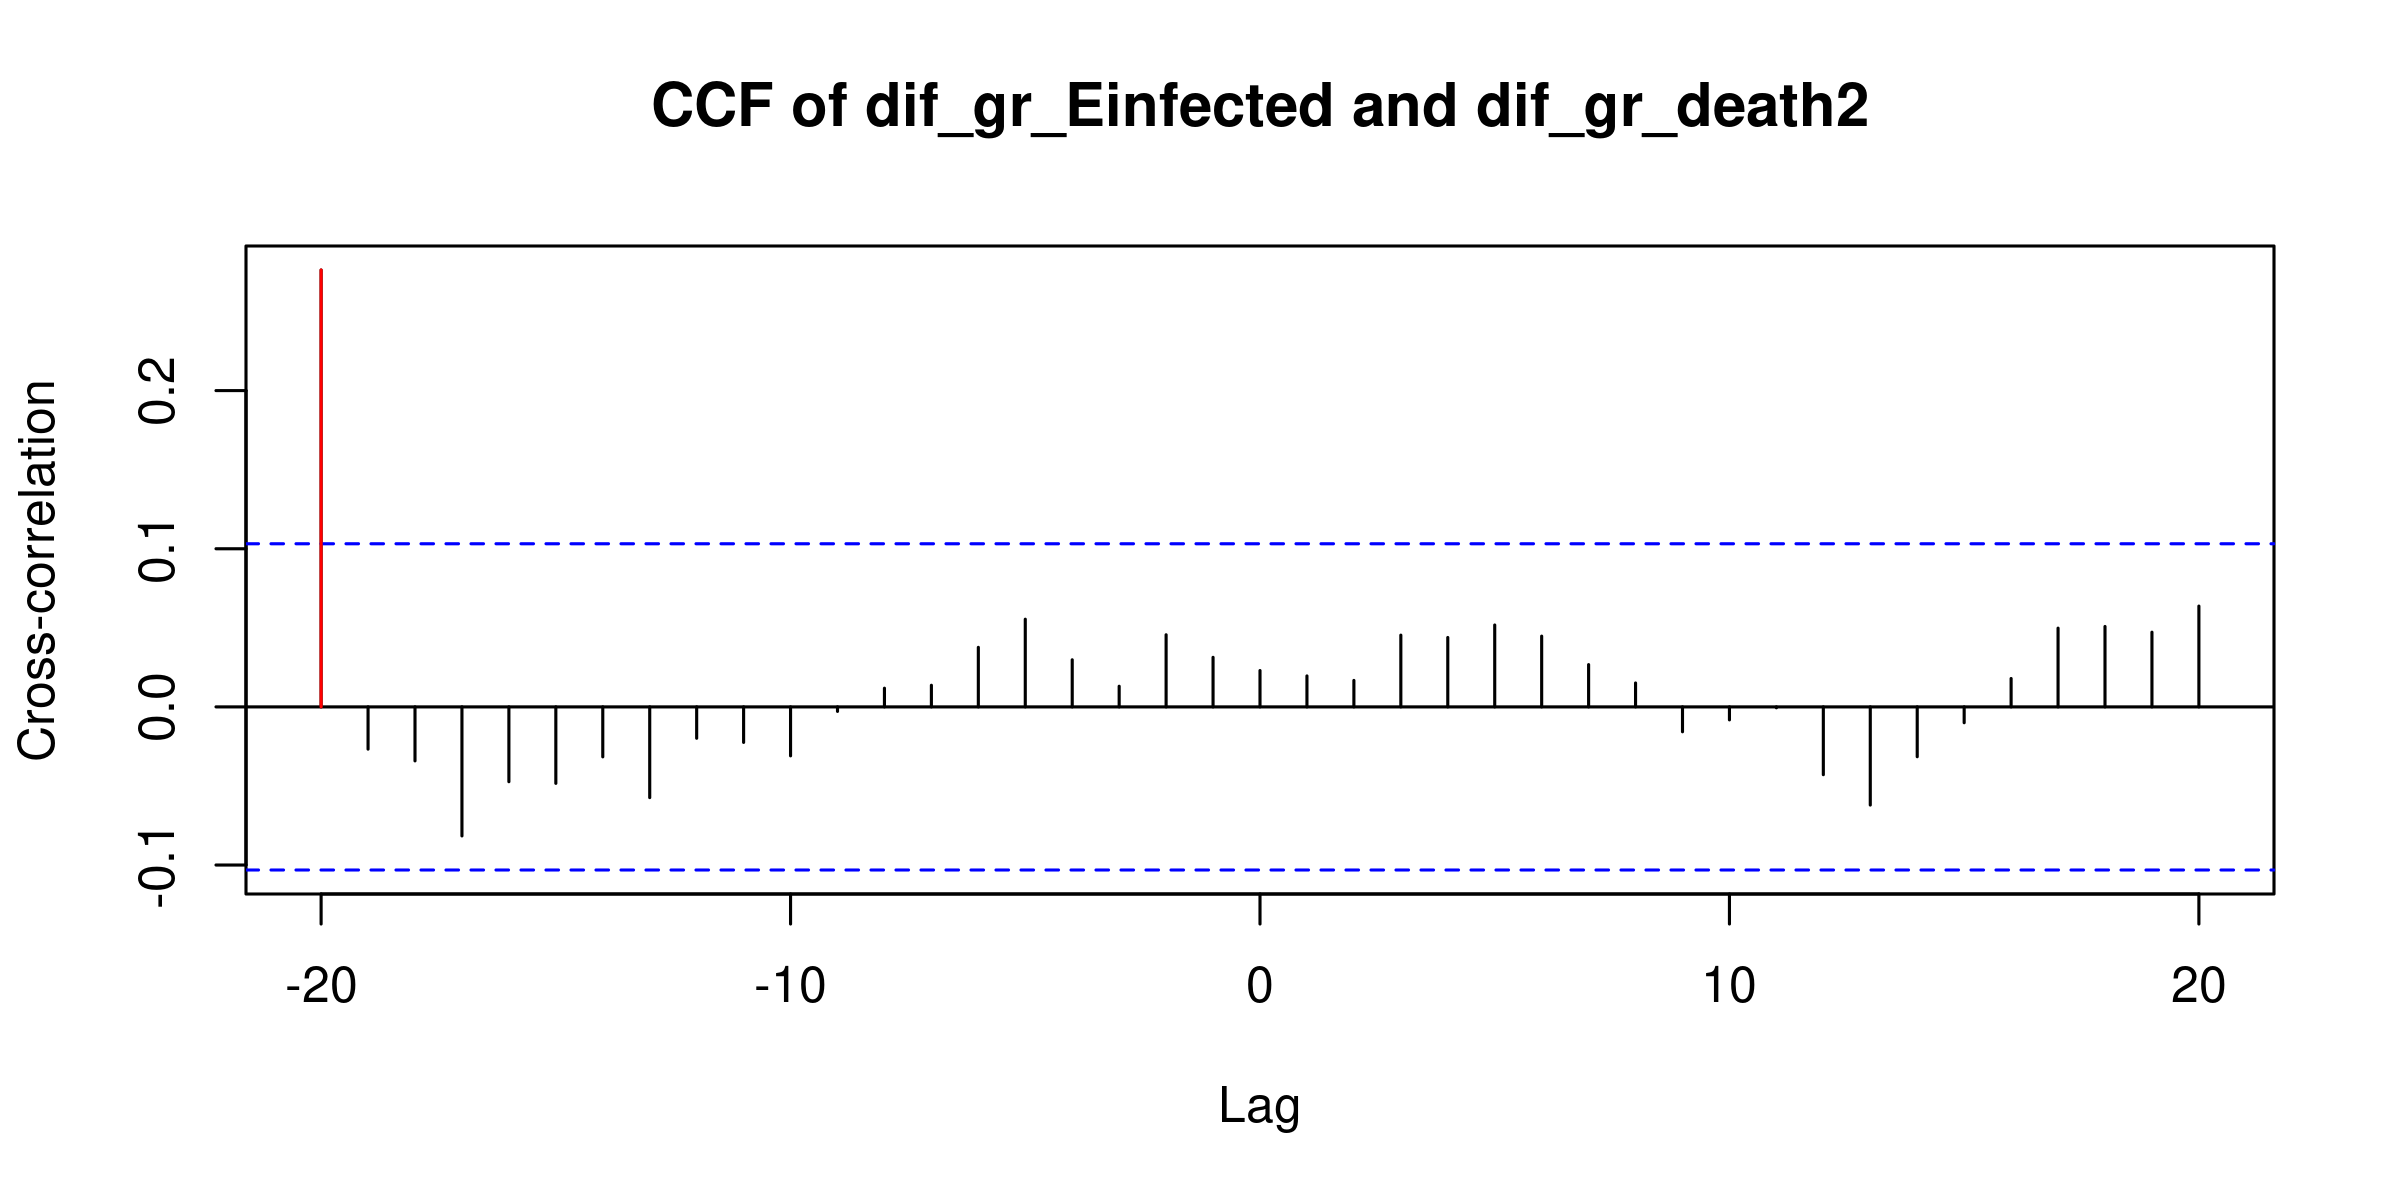 CCF of dif_gr_Einfected and dif_gr_death2
Cross-correlation
0.2
0.1
0.0
-0.1
-20 -10 0 10 20
Lag